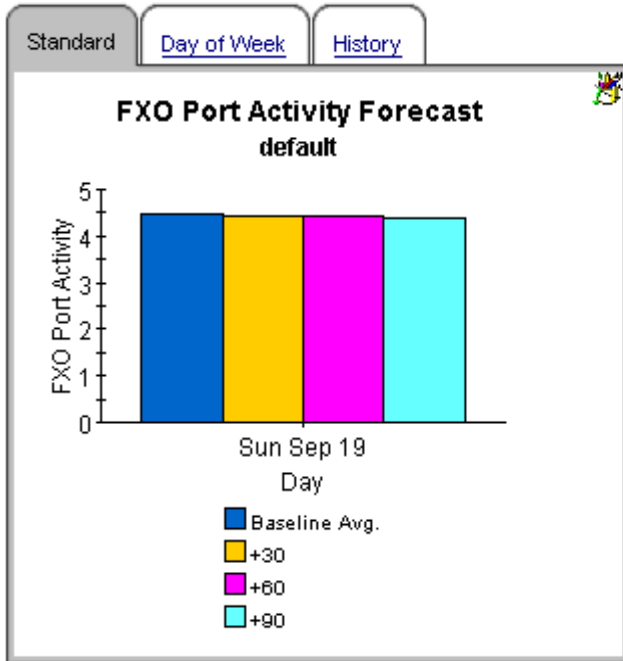 Standard
Day of Week
History
FXO Port Activity Forecast
default
FXO Port Activity
5
4
3
2
1
0
Sun Sep 19
Day
Baseline Avg.
+30
+60
+90